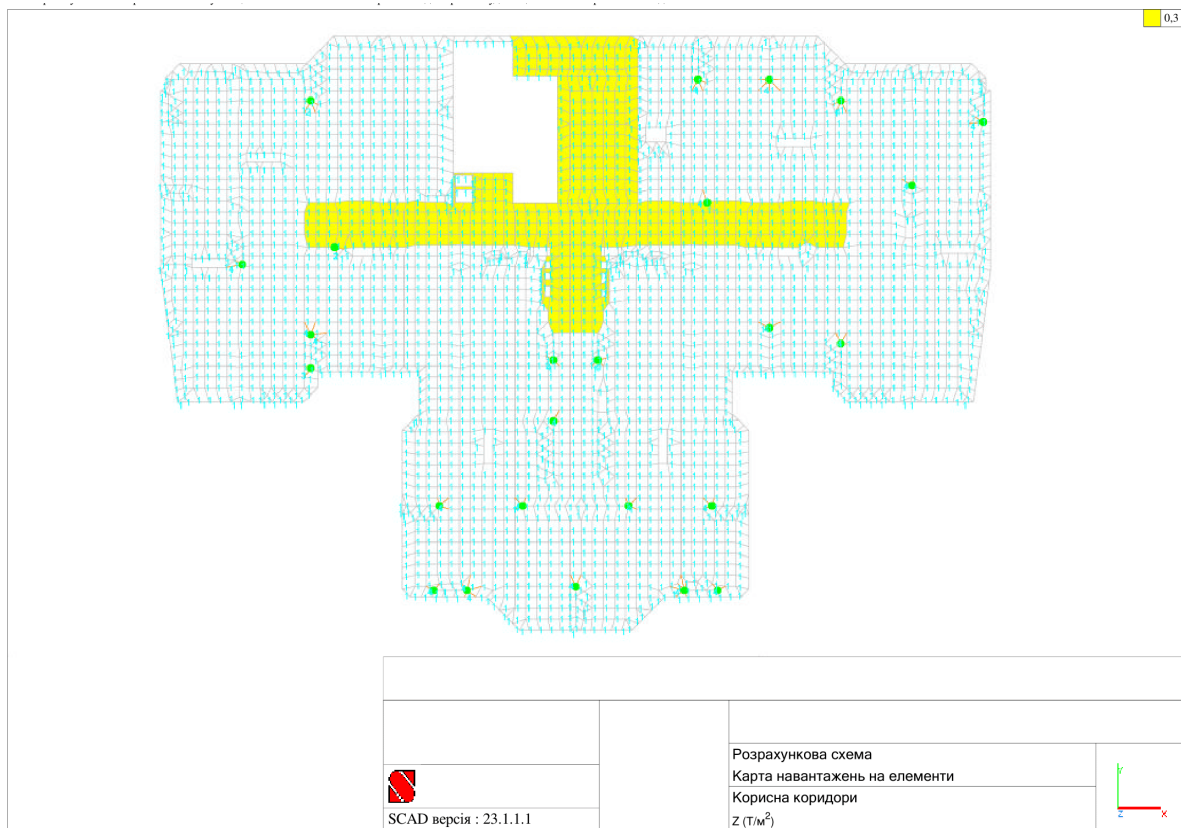 0,3
Розрахункова схема
Карта навантажень на елементи
Корисна коридори
Z (Т/м²)
SCAD версія : 23.1.1.1
Y
Z
X